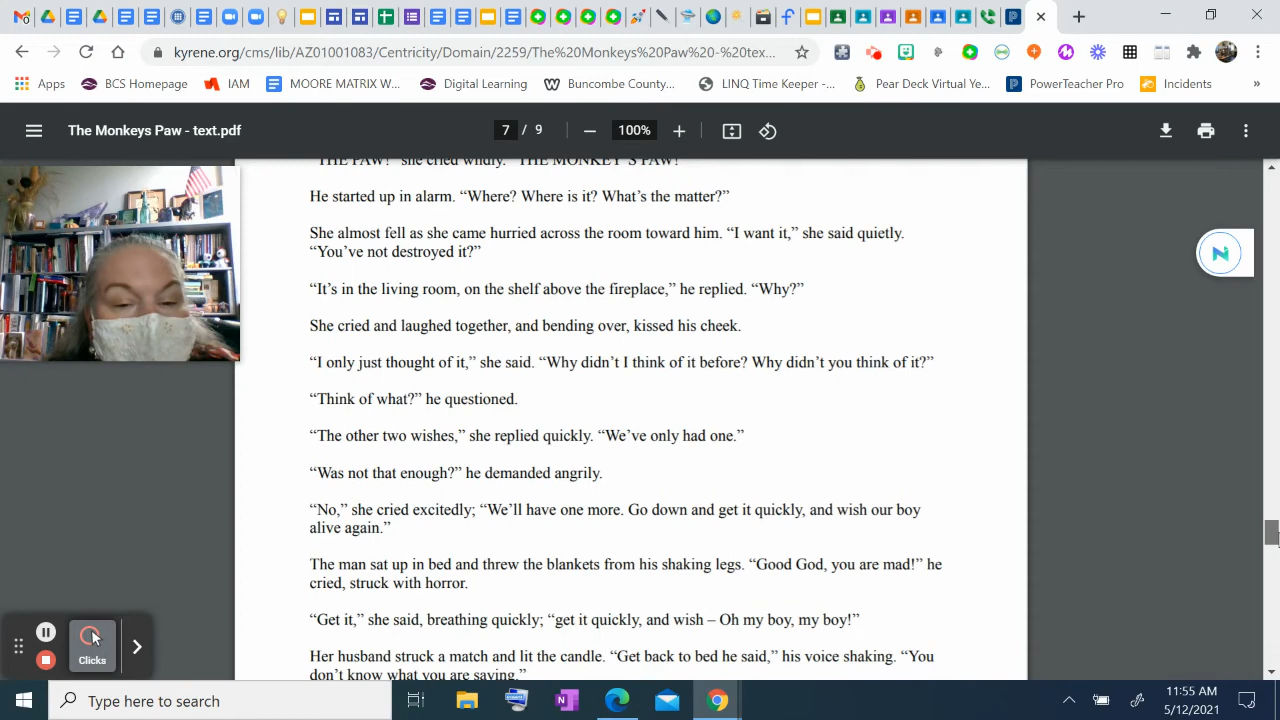 kyrene.org/cms/lib/AZ01001083/Centricity/Domain/2259/The%20Monkeys%20Paw%20-%20tex...
Apps BCS Homepage IAM MOORE MATRIX W... Digital Learning Buncombe County... LINQ Time Keeper -... Pear Deck Virtual Ye... PowerTeacher Pro Incidents »
The Monkeys Paw - text.pdf 7 / 9 100%
“THE PAW!” she cried wildly. “THE MONKEY’S PAW!”
He started up in alarm. “Where? Where is it? What’s the matter?”
She almost fell as she came hurried across the room toward him. “I want it,” she said quietly.
“You’ve not destroyed it?”
“It’s in the living room, on the shelf above the fireplace,” he replied. “Why?”
She cried and laughed together, and bending over, kissed his cheek.
“I only just thought of it,” she said. “Why didn’t I think of it before? Why didn’t you think of it?”
“Think of what?” he questioned.
“The other two wishes,” she replied quickly. “We’ve only had one.”
“Was not that enough?” he demanded angrily.
“No,” she cried excitedly; “We’ll have one more. Go down and get it quickly, and wish our boy
alive again.”
The man sat up in bed and threw the blankets from his shaking legs. “Good God, you are mad!” he
cried, struck with horror.
“Get it,” she said, breathing quickly; “get it quickly, and wish – Oh my boy, my boy!”
Her husband struck a match and lit the candle. “Get back to bed he said,” his voice shaking. “You
don’t know what you are saying.”
Clicks
Type here to search
11:55 AM
5/12/2021